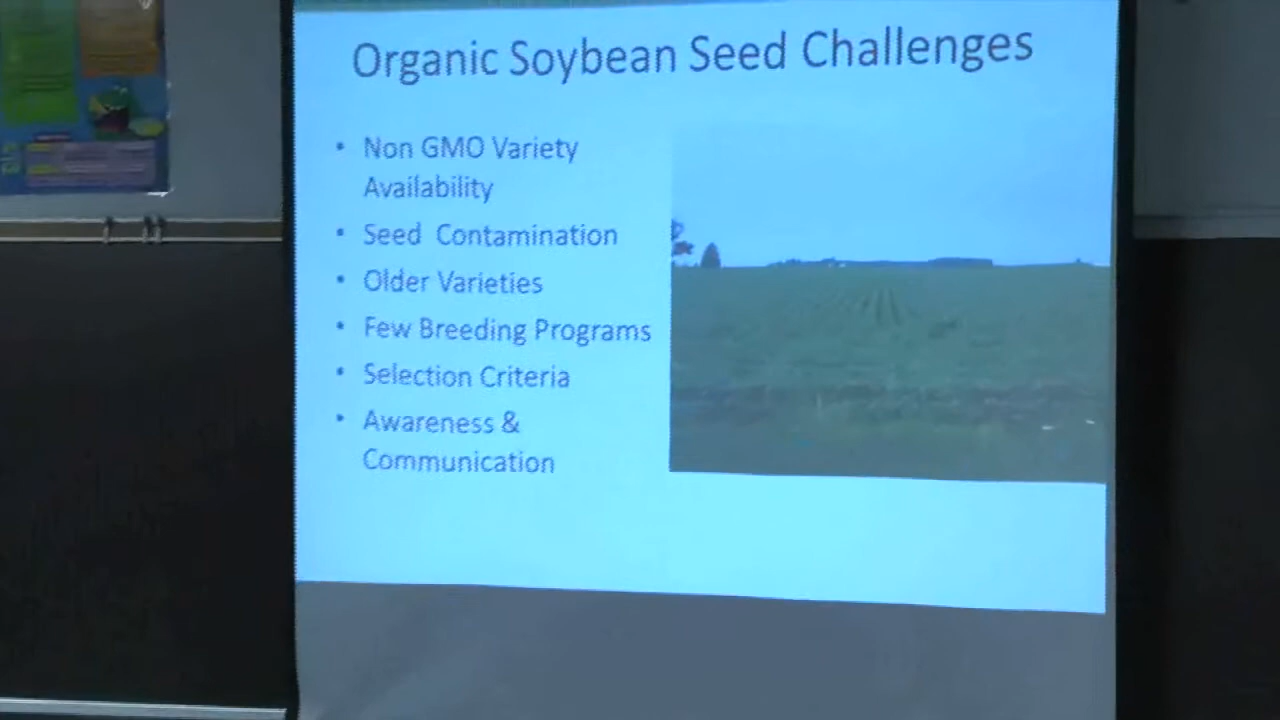 Organic Soybean Seed Challenges
• Non GMO Variety
Availability
• Seed Contamination
• Older Varieties
• Few Breeding Programs
• Selection Criteria
• Awareness &
Communication